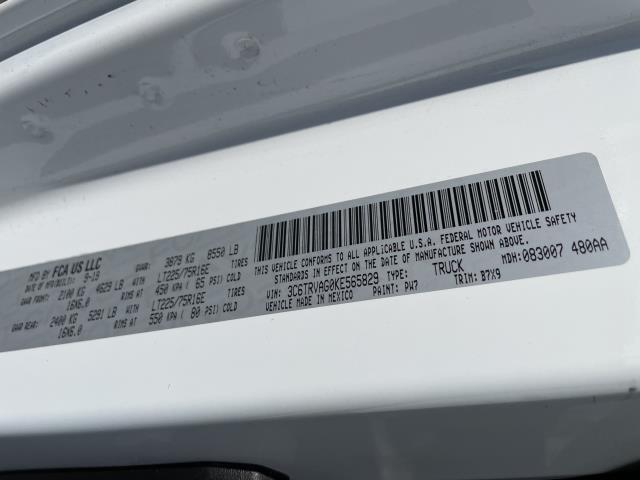 MFD BY FCA US LLC
DATE OF MFR(BUILT): 8-19 GVWR: 3879 KG 8550 LB
GAWR FRONT 2100 KG 4629 LB TIRES LT225/75R16E
16X6.0 RIMS AT 450 KPA ( 65 PSI) COLD
GAWR REAR 2400 KG 5291 LB TIRES LT225/75R16E
16X6.0 RIMS AT 550 KPA ( 80 PSI) COLD
THIS VEHICLE CONFORMS TO ALL APPLiCABLE U.S.A. FEDERAL MOTOR VEHICLE SAFETY
STANDARDS IN EFFECT ON THE DATE OF MANUFACTURE SHOWN ABOVE.
VIN: 3C6TRVAG0KE565829 TYPE: TRUCK MDH: 083007 480AA
VEHICLE MADE IN MEXICO PAINT: PW7 TRIM: B7X9